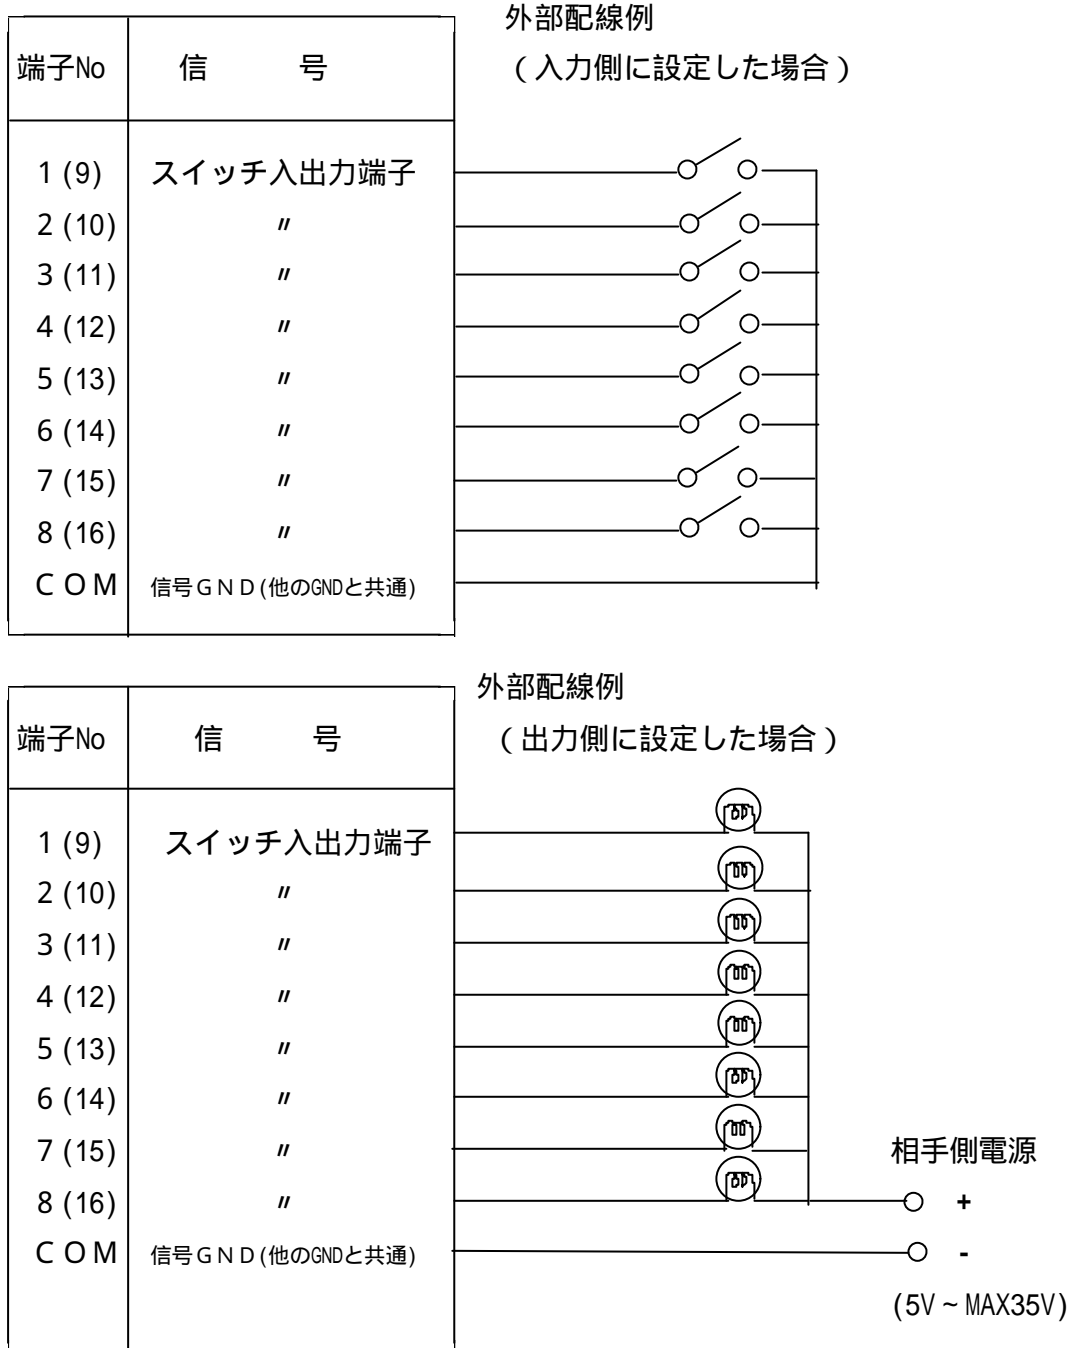 外部配線例
端子No 信 号 (入力側に設定した場合)
1 (9) スイッチ入出力端子
2 (10) 〃
3 (11) 〃
4 (12) 〃
5 (13) 〃
6 (14) 〃
7 (15) 〃
8 (16) 〃
ＣＯＭ 信号ＧＮＤ(他のGNDと共通)
外部配線例
端子No 信 号 (出力側に設定した場合)
1 (9) スイッチ入出力端子
2 (10) 〃
3 (11) 〃
4 (12) 〃
5 (13) 〃
6 (14) 〃
7 (15) 〃 相手側電源
8 (16) 〃 +
ＣＯＭ 信号ＧＮＤ(他のGNDと共通) -
(5V～MAX35V)